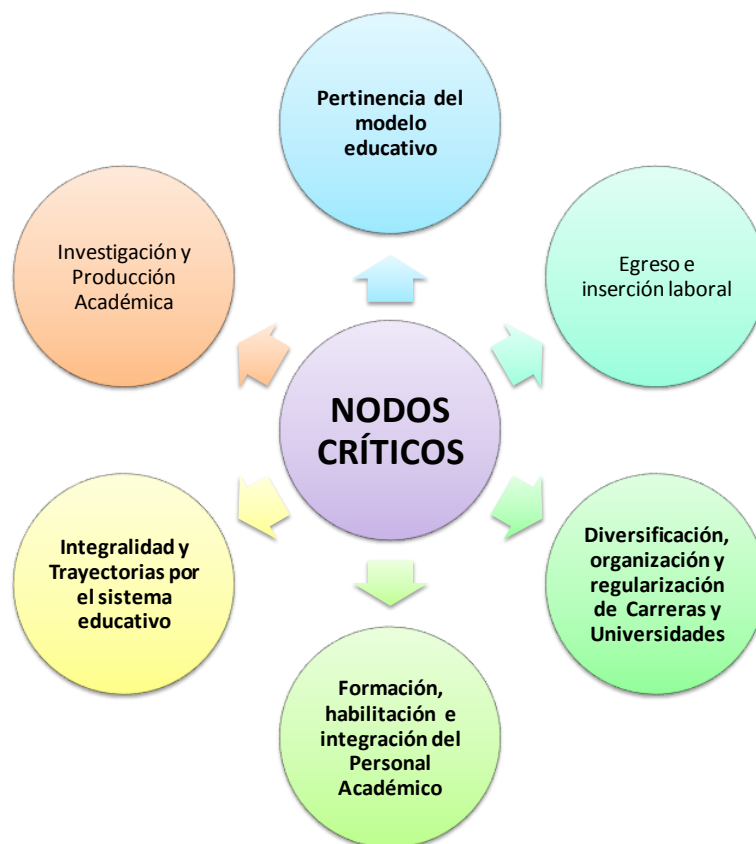 Pertinencia del
modelo
educativo
Investigación y
Producción
Académica
Egreso e
inserción laboral
NODOS
CRÍTICOS
Integralidad y
Trayectorias por
el sistema
educativo
Diversificación,
organización y
regularización
de Carreras y
Universidades
Formación,
habilitación e
integración del
Personal
Académico